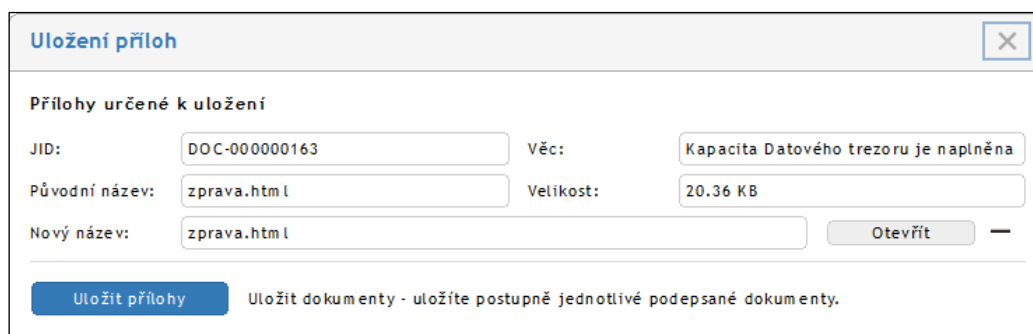 Uložení příloh
Přílohy určené k uložení
JID: DOC-000000163 Věc: Kapacita Datového trezoru je naplněna
Původní název: zprava.html Velikost: 20.36 KB
Nový název: zprava.html Otevřít
Uložit přílohy Uložit dokumenty - uložíte postupně jednotlivé podepsané dokumenty.